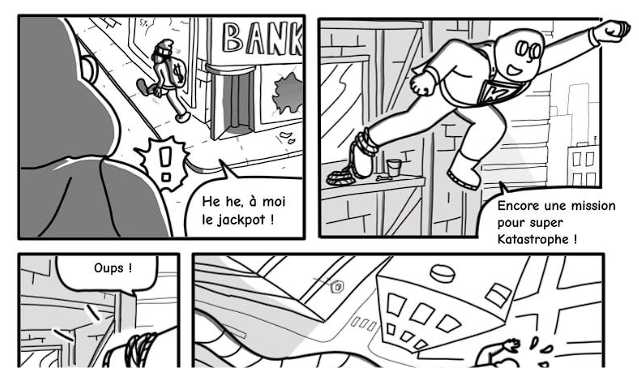 BANK
$
!
He he, à moi
le jackpot !
K
Encore une mission
pour super
Katastrophe !
Oups !